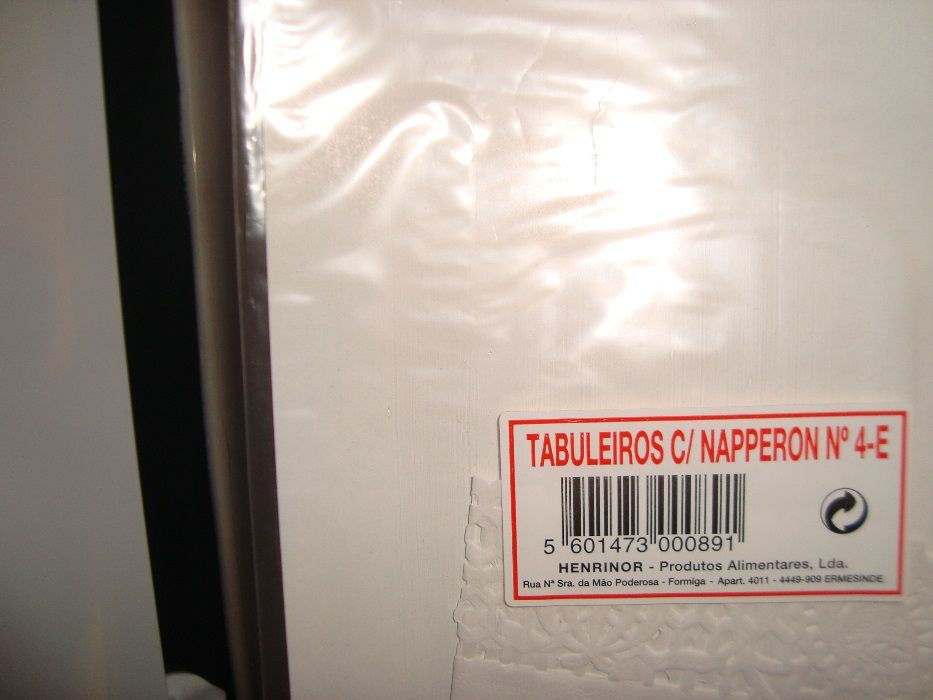 TABULEIROS C/ NAPPERON Nº 4-E
5 601473 000891
HENRINOR - Produtos Alimentares, Lda.
Rua Nª Sra. da Mão Poderosa - Formiga - Apart. 4011 - 4449-909 ERMESINDE